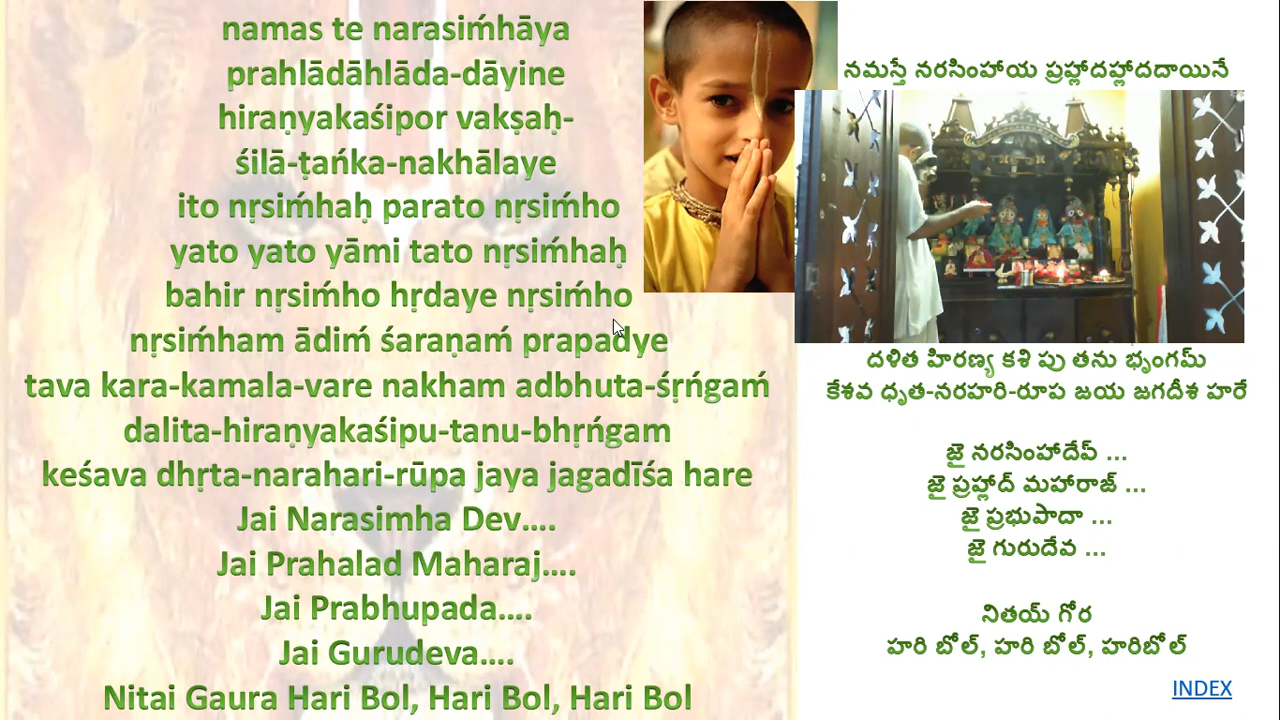 namas te narasiḿhāya
prahlādāhlāda-dāyine
hiraṇyakaśipor vakṣaḥ-
śilā-ṭańka-nakhālaye
ito nṛsiḿhaḥ parato nṛsiḿho
yato yato yāmi tato nṛsiḿhaḥ
bahir nṛsiḿho hṛdaye nṛsiḿho
nṛsiḿham ādiḿ śaraṇaḿ prapadye
tava kara-kamala-vare nakham adbhuta-śṛńgaḿ
dalita-hiraṇyakaśipu-tanu-bhṛńgam
keśava dhṛta-narahari-rūpa jaya jagadīśa hare
Jai Narasimha Dev....
Jai Prahalad Maharaj....
Jai Prabhupada....
Jai Gurudeva....
Nitai Gaura Hari Bol, Hari Bol, Hari Bol
నమస్తే నరసింహాయ ప్రహ్లాదహ్లాదదాయినే
దళిత హిరణ్య కశి పు తను భృంగమ్
కేశవ ధృత-నరహరి-రూప జయ జగదీశ హరే
జై నరసింహదేవ్ ...
జై ప్రహ్లాద్ మహారాజ్ ...
జై ప్రభుపాదా ...
జై గురుదేవ ...
నితయ్ గోర
హరి బోల్, హరి బోల్, హరిబోల్
INDEX